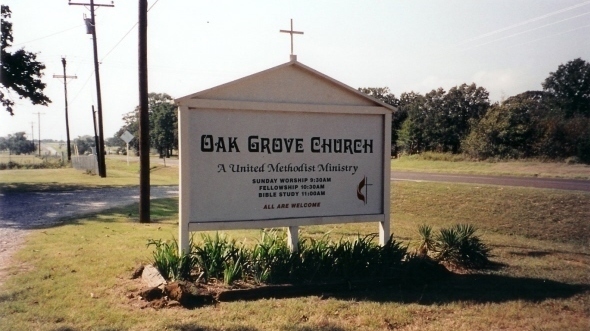 OAK GROVE CHURCH
A United Methodist Ministry
SUNDAY WORSHIP 9:30AM
FELLOWSHIP 10:30AM
BIBLE STUDY 11:00AM
ALL ARE WELCOME